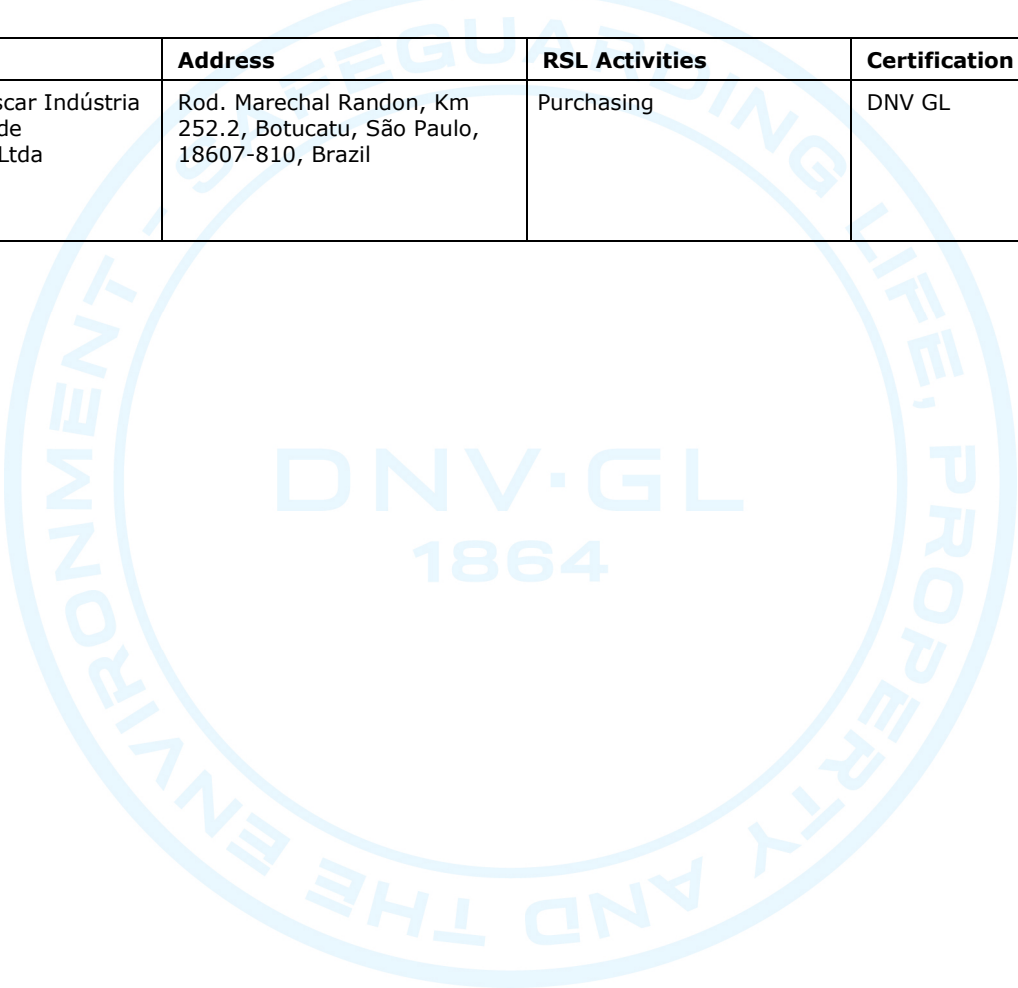 Address RSL Activities Certification
scar Indústria Rod. Marechal Randon, Km Purchasing DNV GL
de 252.2, Botucatu, São Paulo,
Ltda 18607-810, Brazil
SAFEGUARDING LIFE, PROPERTY AND THE ENVIRONMENT -
DNV·GL
1864